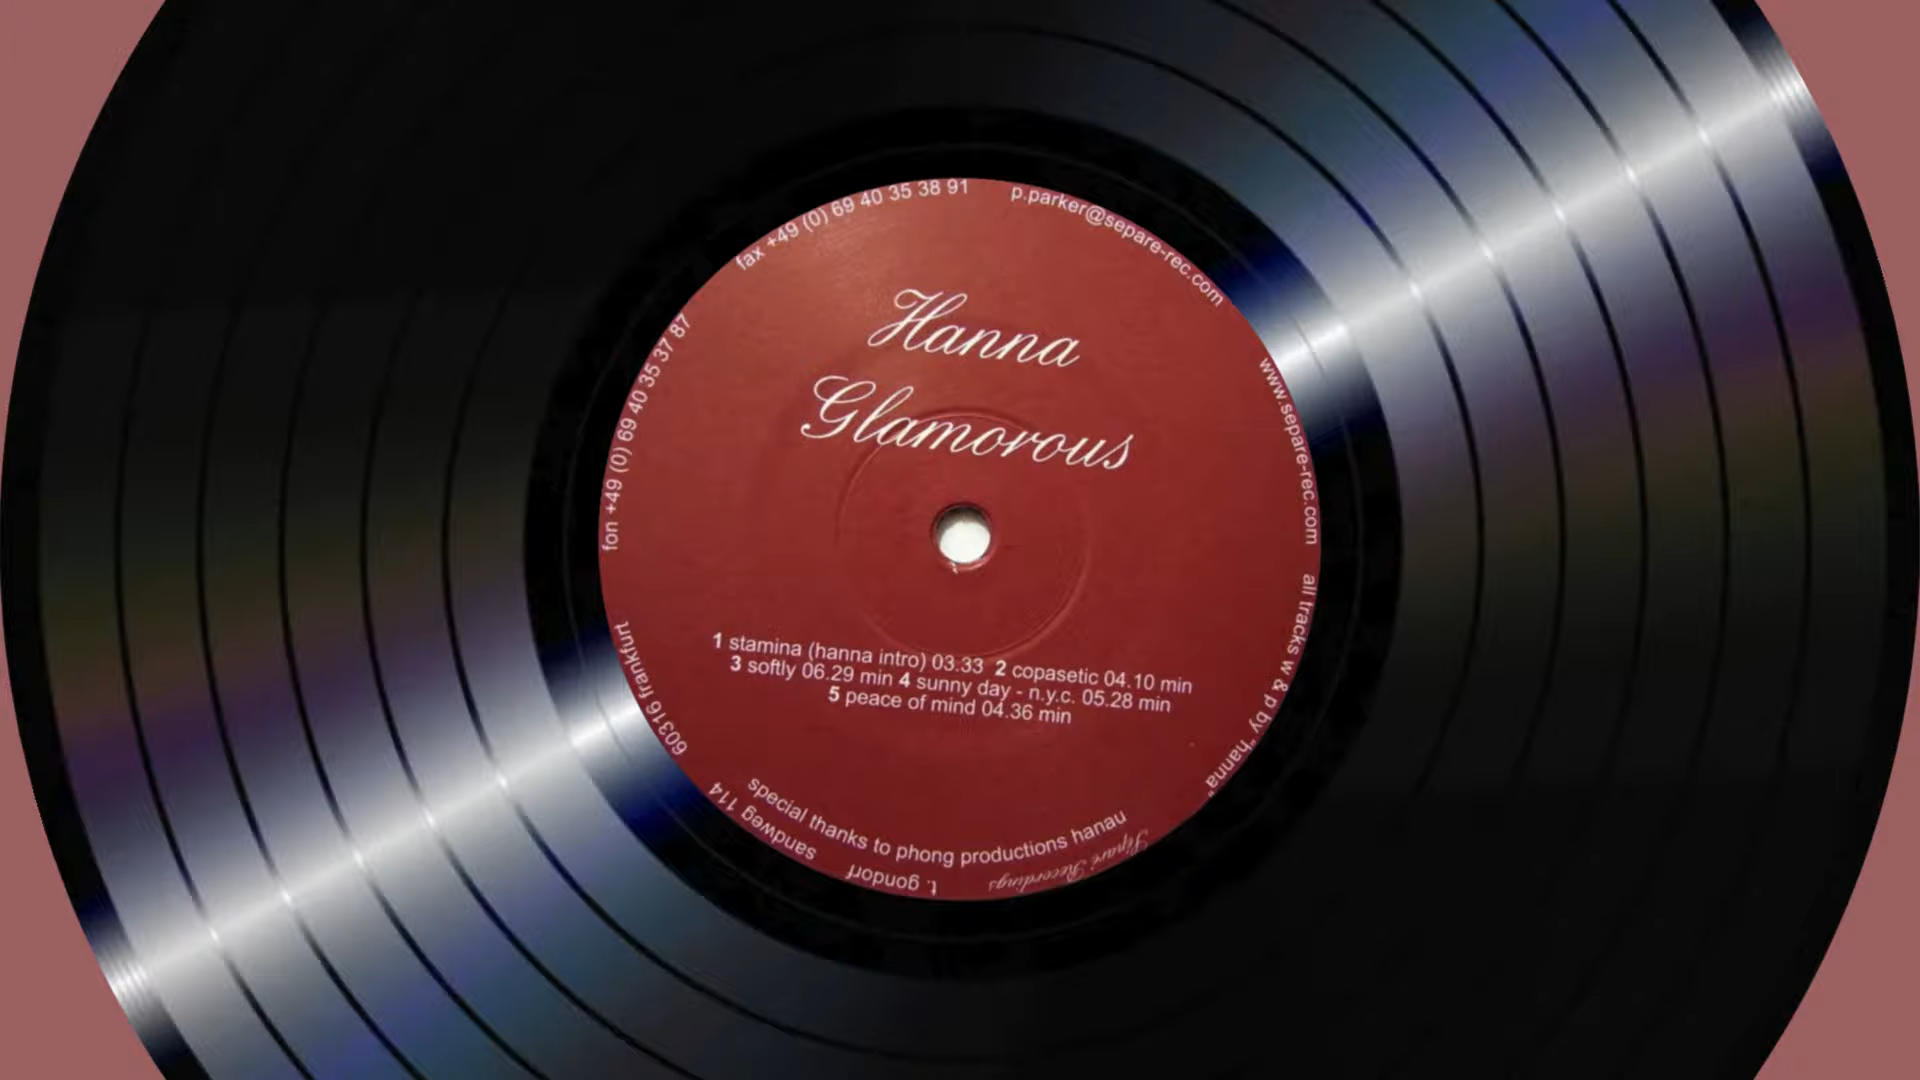 Hanna
Glamorous
1 stamina (hanna intro) 03.33 2 copasetic 04.10 min
3 softly 06.29 min 4 sunny day - n.y.c. 05.28 min
5 peace of mind 04.36 min
special thanks to phong productions hanau
Séparé Recordings
t. gondorf
sandweg 114
60316 frankfurt
fon +49 (0) 69 40 35 37 87
fax +49 (0) 69 40 35 38 91
p.parker@separe-rec.com
www.separe-rec.com
all tracks w & p by "hanna"